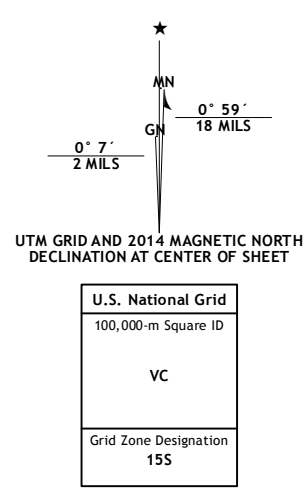 MN
0° 59´
18 MILS
GN
0° 7´
2 MILS
UTM GRID AND 2014 MAGNETIC NORTH
DECLINATION AT CENTER OF SHEET
U.S. National Grid
100,000-m Square ID
VC
Grid Zone Designation
15S